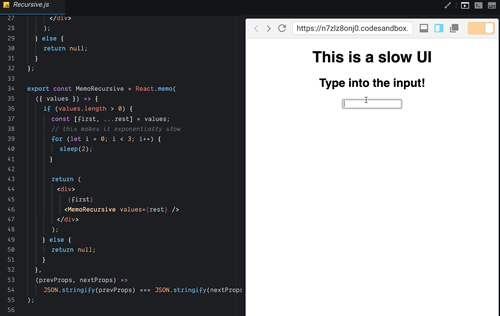 Recursive.js
27 </div>
28 );
29 } else {
30 return null;
31 }
32 };
33
34 export const MemoRecursive = React.memo(
35 ({ values }) => {
36 if (values.length > 0) {
37 const [first, ...rest] = values;
38 // this makes it exponentially slow
39 for (let i = 0; i < 3; i++) {
40 sleep(2);
41 }
42
43 return (
44 <div>
45 {first}
46 <MemoRecursive values={rest} />
47 </div>
48 );
49 } else {
50 return null;
51 }
52 },
53 (prevProps, nextProps) =>
54 JSON.stringify(prevProps) === JSON.stringify(nextProps
55 );
56
https://n7zlz8onj0.codesandbox.
This is a slow UI
Type into the input!